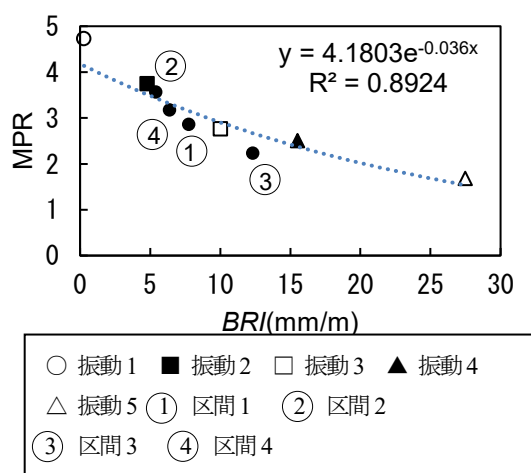 5
4
3
2
1
0
MPR
y = 4.1803e^-0.036x
R² = 0.8924
②
④
①
③
0 5 10 15 20 25 30
BRI(mm/m)
○ 振動1 ■ 振動2 □ 振動3 ▲ 振動4
△ 振動5 ① 区間1 ② 区間2
③ 区間3 ④ 区間4